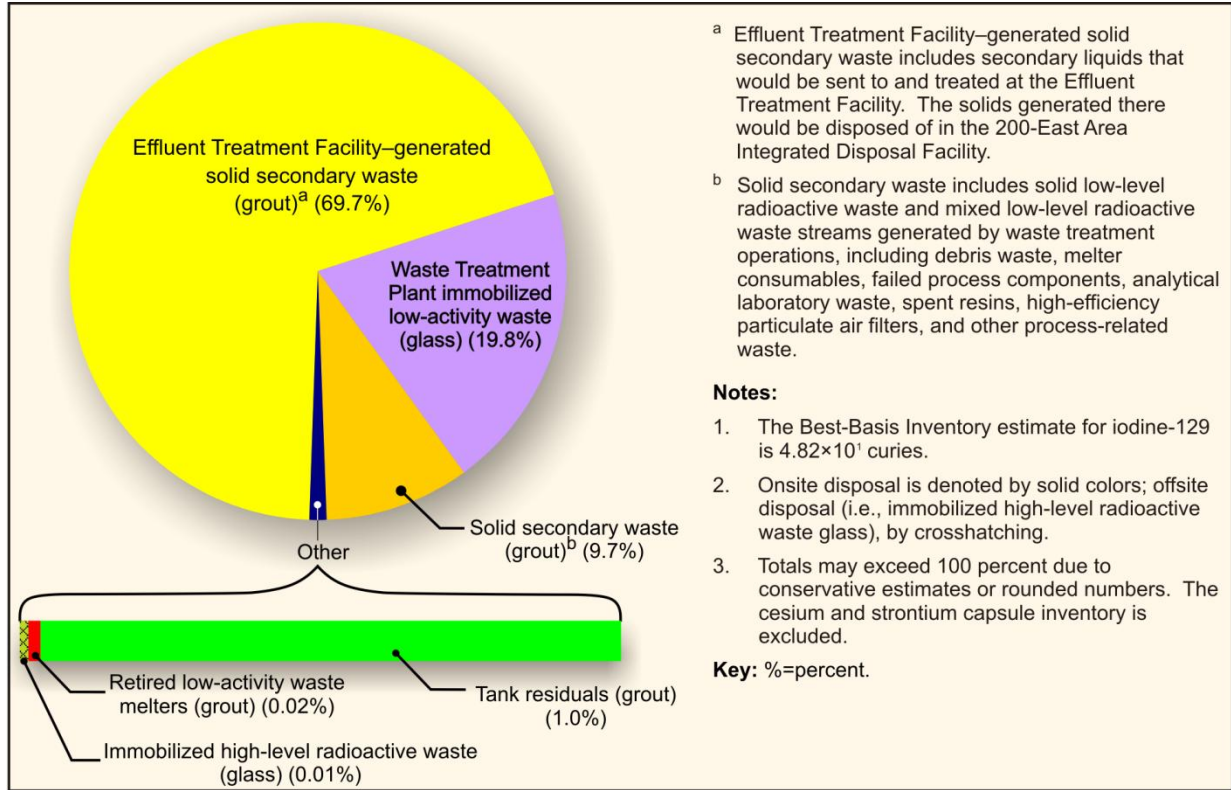 Effluent Treatment Facility–generated
solid secondary waste
(grout)ᵃ (69.7%)
Waste Treatment
Plant immobilized
low-activity waste
(glass) (19.8%)
Solid secondary waste
(grout)ᵇ (9.7%)
Other
Retired low-activity waste
melters (grout) (0.02%)
Tank residuals (grout)
(1.0%)
Immobilized high-level radioactive waste
(glass) (0.01%)
ᵃ Effluent Treatment Facility–generated solid
secondary waste includes secondary liquids that
would be sent to and treated at the Effluent
Treatment Facility. The solids generated there
would be disposed of in the 200-East Area
Integrated Disposal Facility.
ᵇ Solid secondary waste includes solid low-level
radioactive waste and mixed low-level radioactive
waste streams generated by waste treatment
operations, including debris waste, melter
consumables, failed process components, analytical
laboratory waste, spent resins, high-efficiency
particulate air filters, and other process-related
waste.
Notes:
1. The Best-Basis Inventory estimate for iodine-129
is 4.82×10¹ curies.
2. Onsite disposal is denoted by solid colors; offsite
disposal (i.e., immobilized high-level radioactive
waste glass), by crosshatching.
3. Totals may exceed 100 percent due to
conservative estimates or rounded numbers. The
cesium and strontium capsule inventory is
excluded.
Key: %=percent.